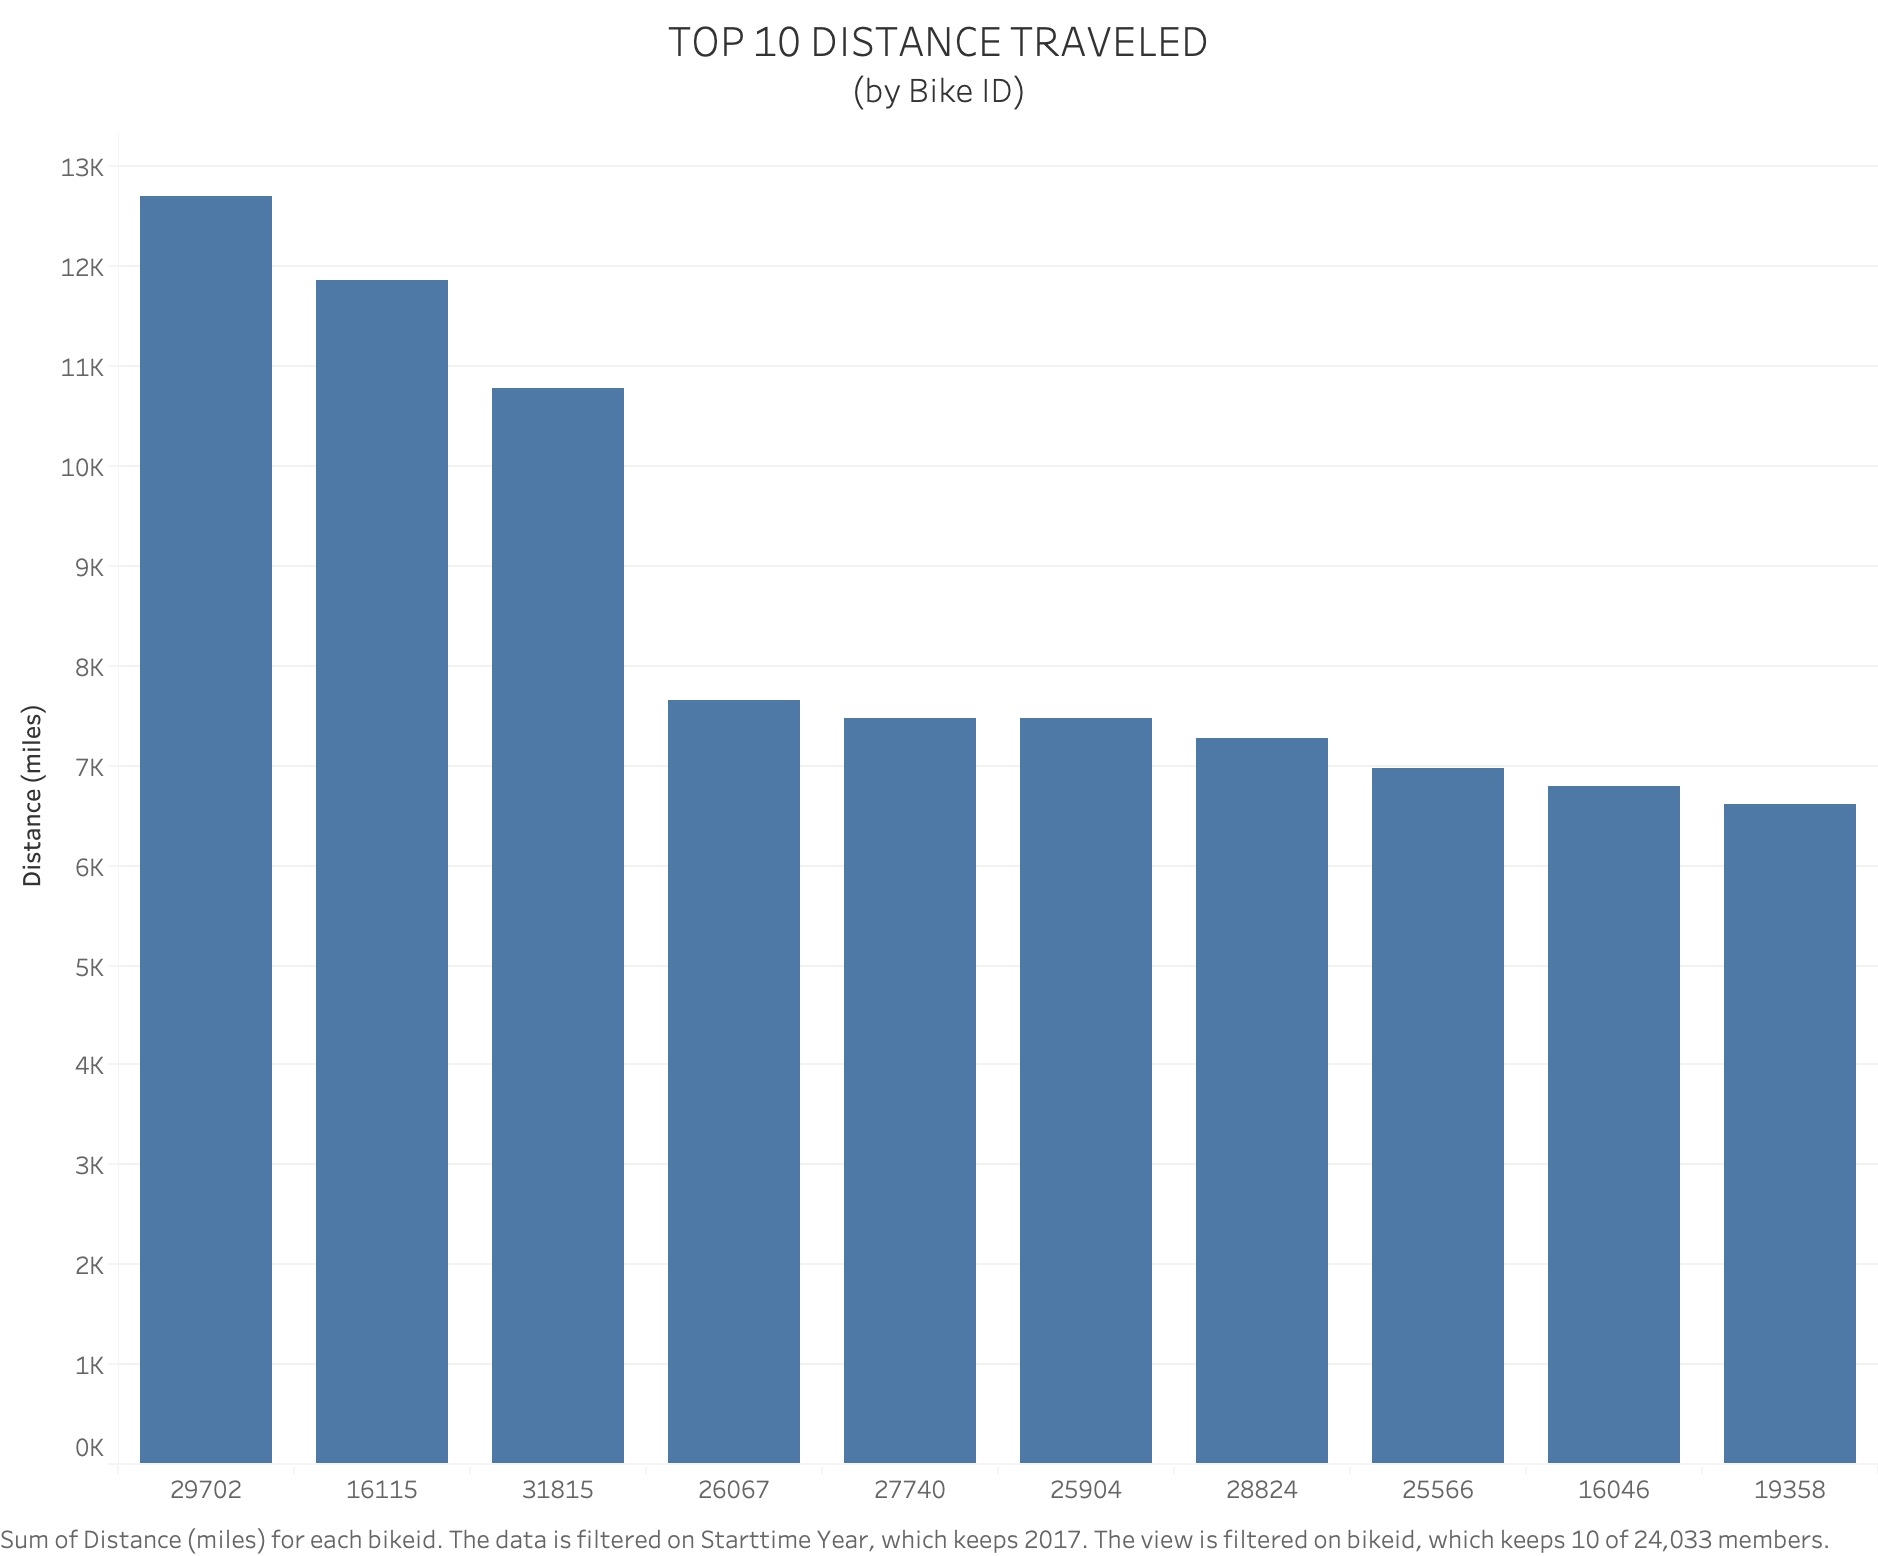 TOP 10 DISTANCE TRAVELED
(by Bike ID)
13K
12K
11K
10K
9K
8K
7K
6K
5K
4K
3K
2K
1K
0K
Distance (miles)
29702 16115 31815 26067 27740 25904 28824 25566 16046 19358
Sum of Distance (miles) for each bikeid. The data is filtered on Starttime Year, which keeps 2017. The view is filtered on bikeid, which keeps 10 of 24,033 members.